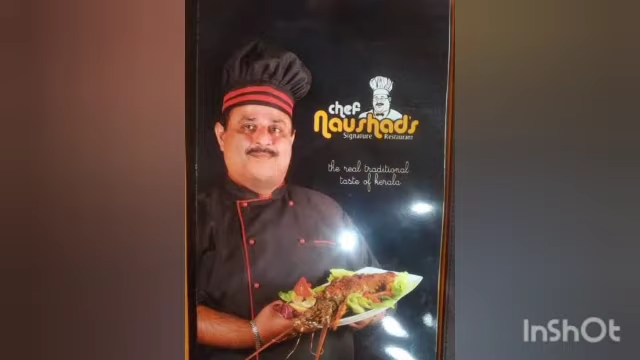 chef
Naushad's
Signature Restaurant
the real traditional
taste of kerala
InShOt